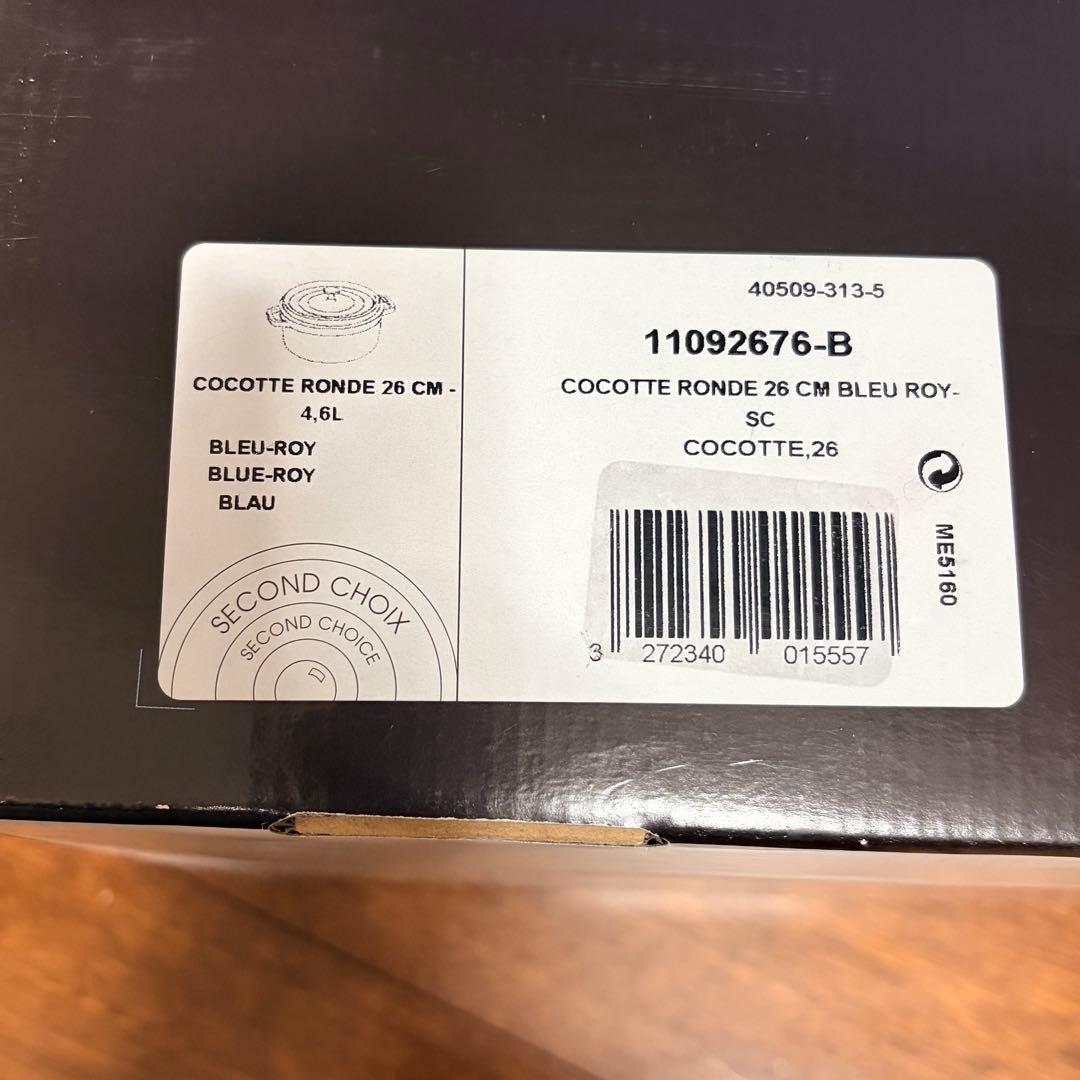 COCOTTE RONDE 26 CM -
4,6L
BLEU-ROY
BLUE-ROY
BLAU
SECOND CHOIX
SECOND CHOICE
40509-313-5
11092676-B
COCOTTE RONDE 26 CM BLEU ROY-
SC
COCOTTE,26
ME5160
3 272340 015557